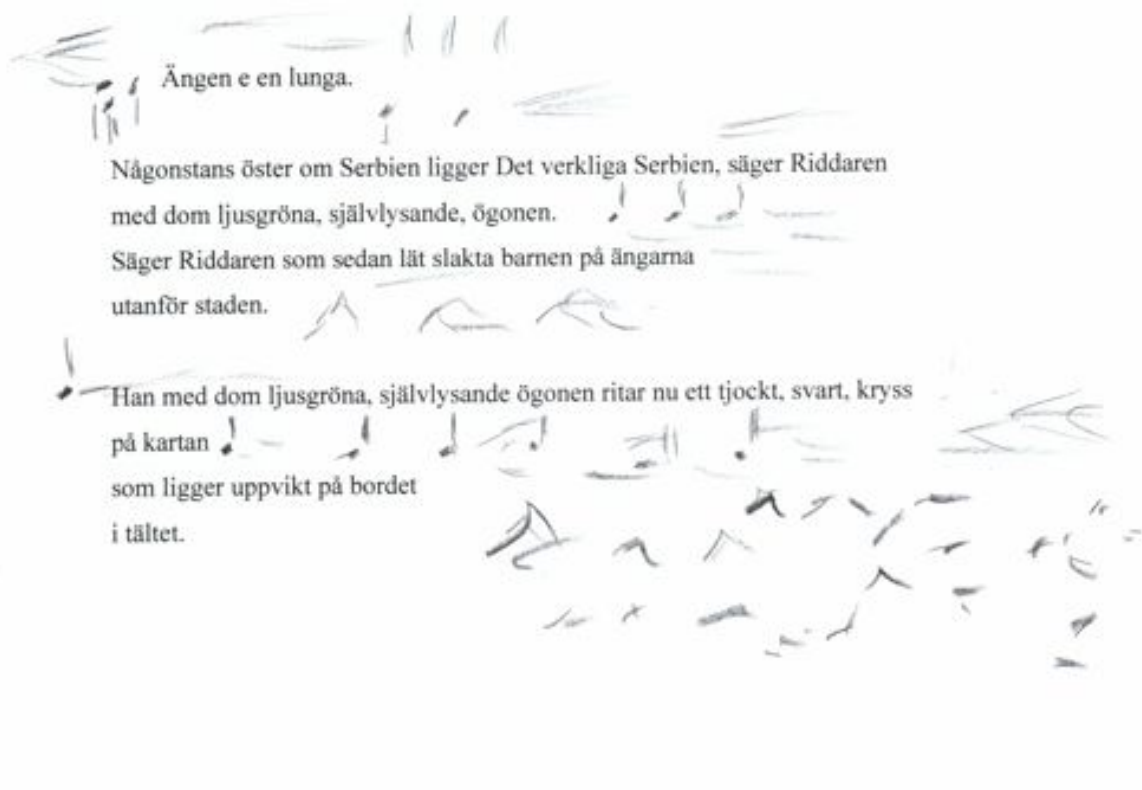 Ängen e en lunga.
Någonstans öster om Serbien ligger Det verkliga Serbien, säger Riddaren
med dom ljusgröna, självlysande, ögonen.
Säger Riddaren som sedan lät slakta barnen på ängarna
utanför staden.
Han med dom ljusgröna, självlysande ögonen ritar nu ett tjockt, svart, kryss
på kartan
som ligger uppvikt på bordet
i tältet.